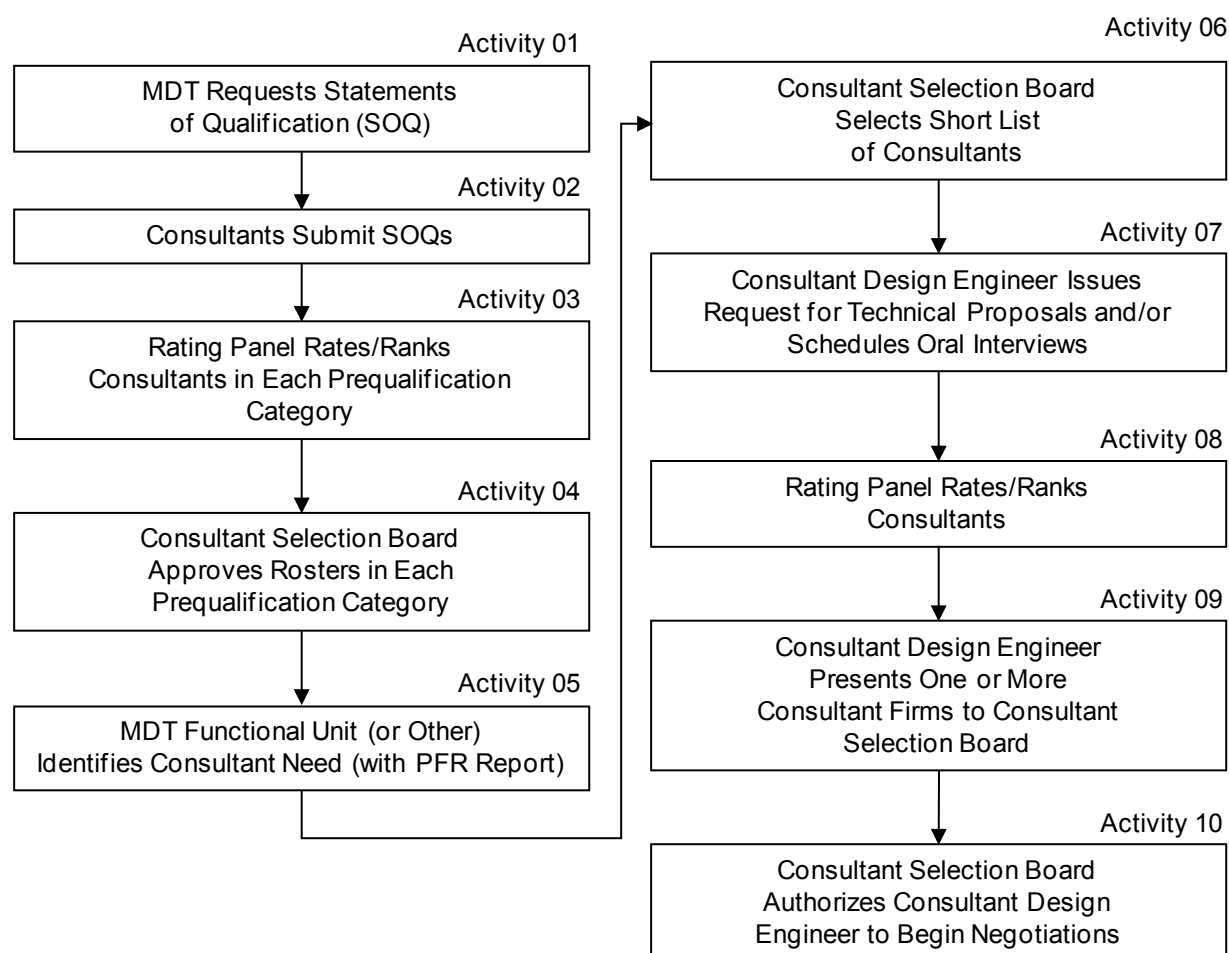 Activity 01
MDT Requests Statements
of Qualification (SOQ)
Activity 02
Consultants Submit SOQs
Activity 03
Rating Panel Rates/Ranks
Consultants in Each Prequalification
Category
Activity 04
Consultant Selection Board
Approves Rosters in Each
Prequalification Category
Activity 05
MDT Functional Unit (or Other)
Identifies Consultant Need (with PFR Report)
Activity 06
Consultant Selection Board
Selects Short List
of Consultants
Activity 07
Consultant Design Engineer Issues
Request for Technical Proposals and/or
Schedules Oral Interviews
Activity 08
Rating Panel Rates/Ranks
Consultants
Activity 09
Consultant Design Engineer
Presents One or More
Consultant Firms to Consultant
Selection Board
Activity 10
Consultant Selection Board
Authorizes Consultant Design
Engineer to Begin Negotiations